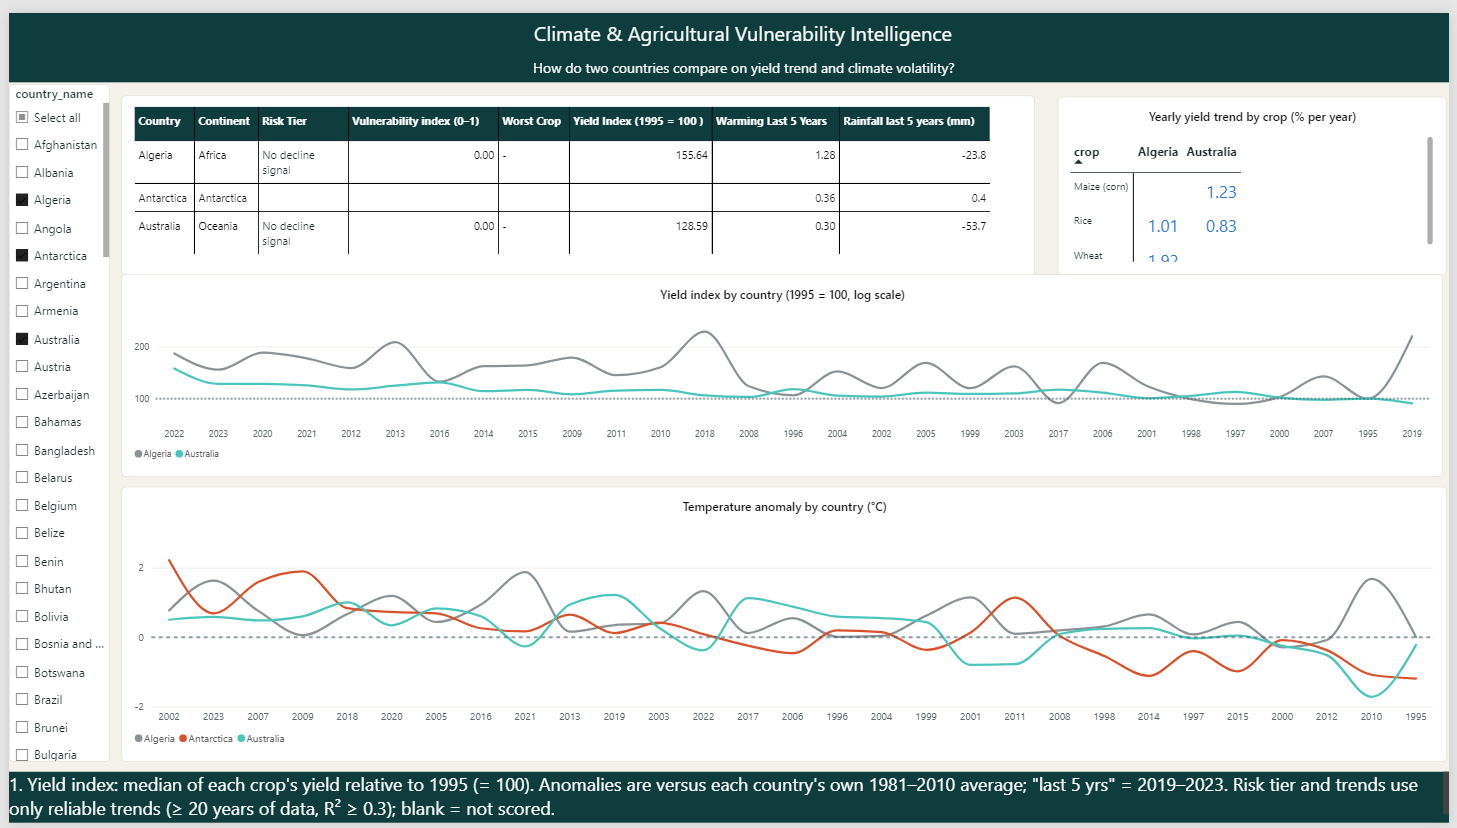 Climate & Agricultural Vulnerability Intelligence
How do two countries compare on yield trend and climate volatility?
country_name
Select all
Afghanistan
Albania
Algeria
Angola
Antarctica
Argentina
Armenia
Australia
Austria
Azerbaijan
Bahamas
Bangladesh
Belarus
Belgium
Belize
Benin
Bhutan
Bolivia
Bosnia and ...
Botswana
Brazil
Brunei
Bulgaria
Country Continent Risk Tier Vulnerability index (0–1) Worst Crop Yield Index (1995 = 100 ) Warming Last 5 Years Rainfall last 5 years (mm)
Algeria Africa No decline 0.00 - 155.64 1.28 -23.8
signal
Antarctica Antarctica 0.36 0.4
Australia Oceania No decline 0.00 - 128.59 0.30 -53.7
signal
Yearly yield trend by crop (% per year)
crop Algeria Australia
Maize (corn) 1.23
Rice 1.01 0.83
Wheat 1.92
Yield index by country (1995 = 100, log scale)
200
100
2022 2023 2020 2021 2012 2013 2016 2014 2015 2009 2011 2010 2018 2008 1996 2004 2002 2005 1999 2003 2017 2006 2001 1998 1997 2000 2007 1995 2019
Algeria Australia
Temperature anomaly by country (°C)
2
0
-2
2002 2023 2007 2009 2018 2020 2005 2016 2021 2013 2019 2003 2022 2017 2006 1996 2004 1999 2001 2011 2008 1998 2014 1997 2015 2000 2012 2010 1995
Algeria Antarctica Australia
1. Yield index: median of each crop's yield relative to 1995 (= 100). Anomalies are versus each country's own 1981–2010 average; "last 5 yrs" = 2019–2023. Risk tier and trends use
only reliable trends (≥ 20 years of data, R² ≥ 0.3); blank = not scored.